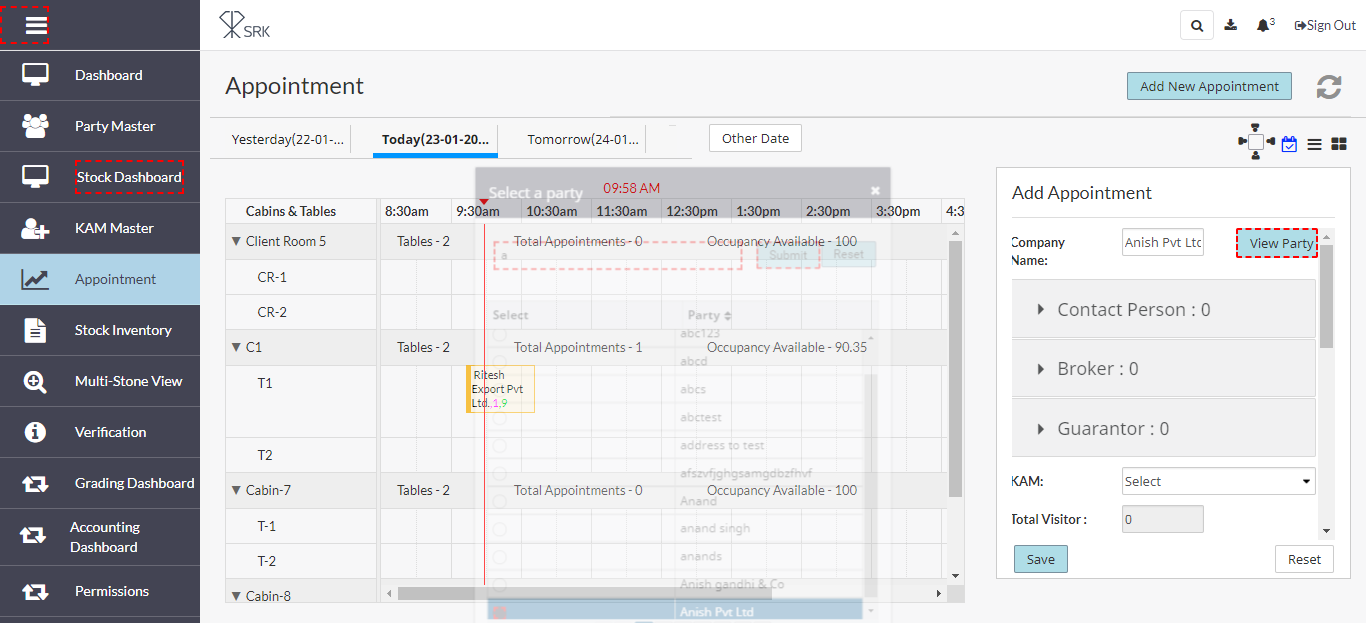 SRK
3
Sign Out
Dashboard
Party Master
Stock Dashboard
KAM Master
Appointment
Stock Inventory
Multi-Stone View
Verification
Grading Dashboard
Accounting
Dashboard
Permissions
Appointment
Add New Appointment
Yesterday(22-01-...
Today(23-01-20...
Tomorrow(24-01...
Other Date
Select a party
09:58 AM
Cabins & Tables
8:30am 9:30am 10:30am 11:30am 12:30pm 1:30pm 2:30pm 3:30pm 4:3
Client Room 5 Tables - 2 Total Appointments - 0 Occupancy Available - 100
a Submit Reset
CR-1
CR-2
Select Party
abc123
C1 Tables - 2 Total Appointments - 1 Occupancy Available - 90.35
abcd
T1
Ritesh
Export Pvt
Ltd.,1,9
abcs
abctest
address to test
T2
afszvfjghgsamgdbzfhvf
Cabin-7 Tables - 2 Total Appointments - 0 Occupancy Available - 100
Anand
T-1
anand singh
T-2
anands
Anish gandhi & Co
Cabin-8
Anish Pvt Ltd
Add Appointment
Company
Name:
Anish Pvt Ltd
View Party
Contact Person : 0
Broker : 0
Guarantor : 0
KAM: Select
Total Visitor : 0
Save Reset